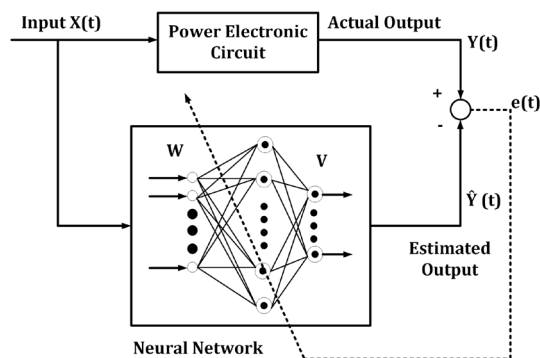 Input X(t)
Power Electronic
Circuit
Actual Output
Y(t)
+
e(t)
-
W
V
Ŷ (t)
Estimated
Output
Neural Network